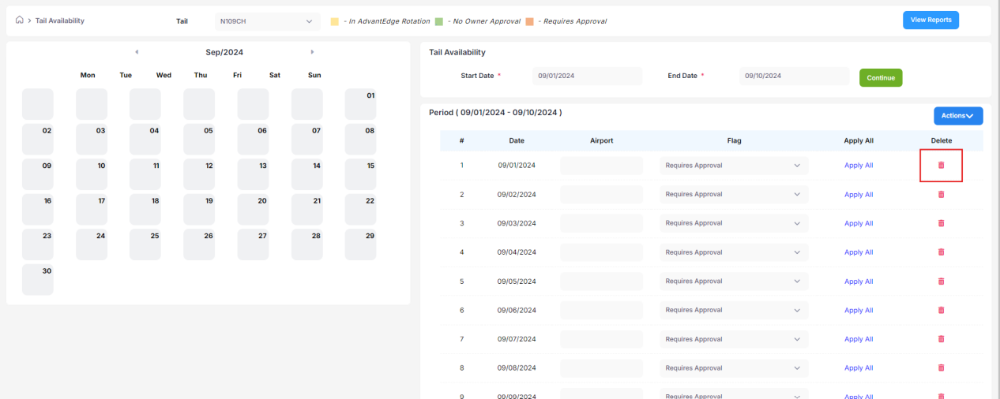 Tail Availability
Tail N109CH - In AdvantEdge Rotation - No Owner Approval - Requires Approval View Reports
Sep/2024
Mon Tue Wed Thu Fri Sat Sun
01
02 03 04 05 06 07 08
09 10 11 12 13 14 15
16 17 18 19 20 21 22
23 24 25 26 27 28 29
30
Tail Availability
Start Date * 09/01/2024 End Date * 09/10/2024 Continue
Period ( 09/01/2024 - 09/10/2024 ) Actions
# Date Airport Flag Apply All Delete
1 09/01/2024 Requires Approval Apply All
2 09/02/2024 Requires Approval Apply All
3 09/03/2024 Requires Approval Apply All
4 09/04/2024 Requires Approval Apply All
5 09/05/2024 Requires Approval Apply All
6 09/06/2024 Requires Approval Apply All
7 09/07/2024 Requires Approval Apply All
8 09/08/2024 Requires Approval Apply All
9 09/09/2024 Requires Approval Apply All